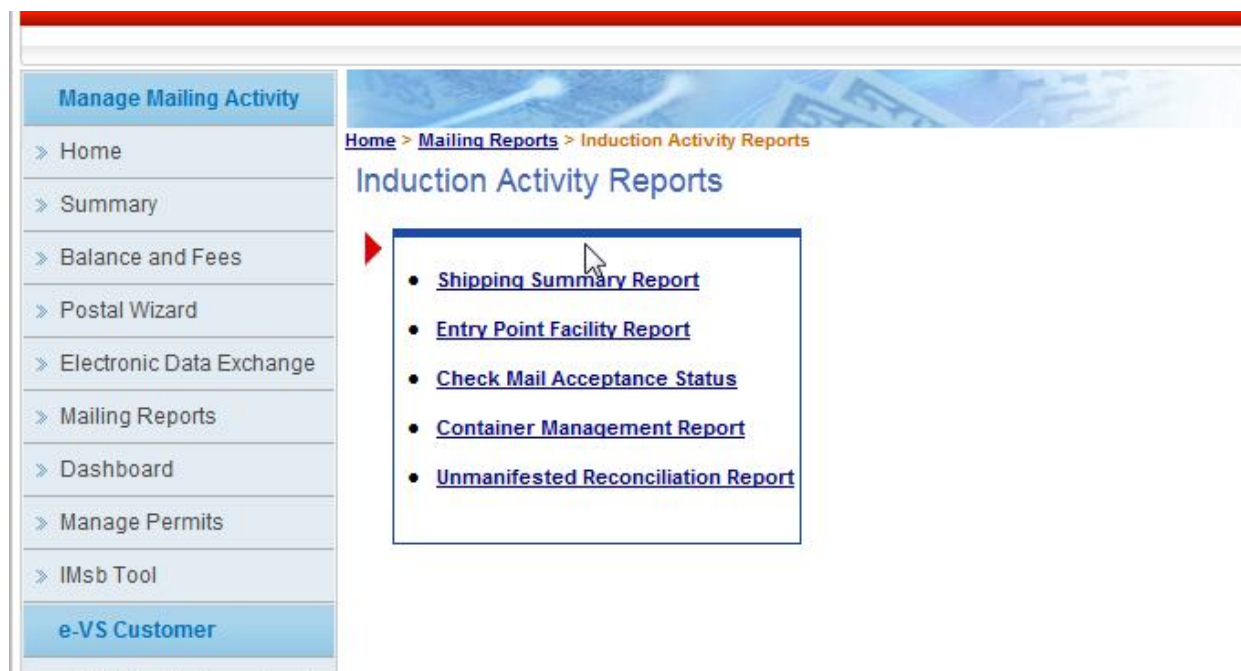 Manage Mailing Activity
» Home
» Summary
» Balance and Fees
» Postal Wizard
» Electronic Data Exchange
» Mailing Reports
» Dashboard
» Manage Permits
» IMsb Tool
e-VS Customer
Home > Mailing Reports > Induction Activity Reports
Induction Activity Reports
• Shipping Summary Report
• Entry Point Facility Report
• Check Mail Acceptance Status
• Container Management Report
• Unmanifested Reconciliation Report